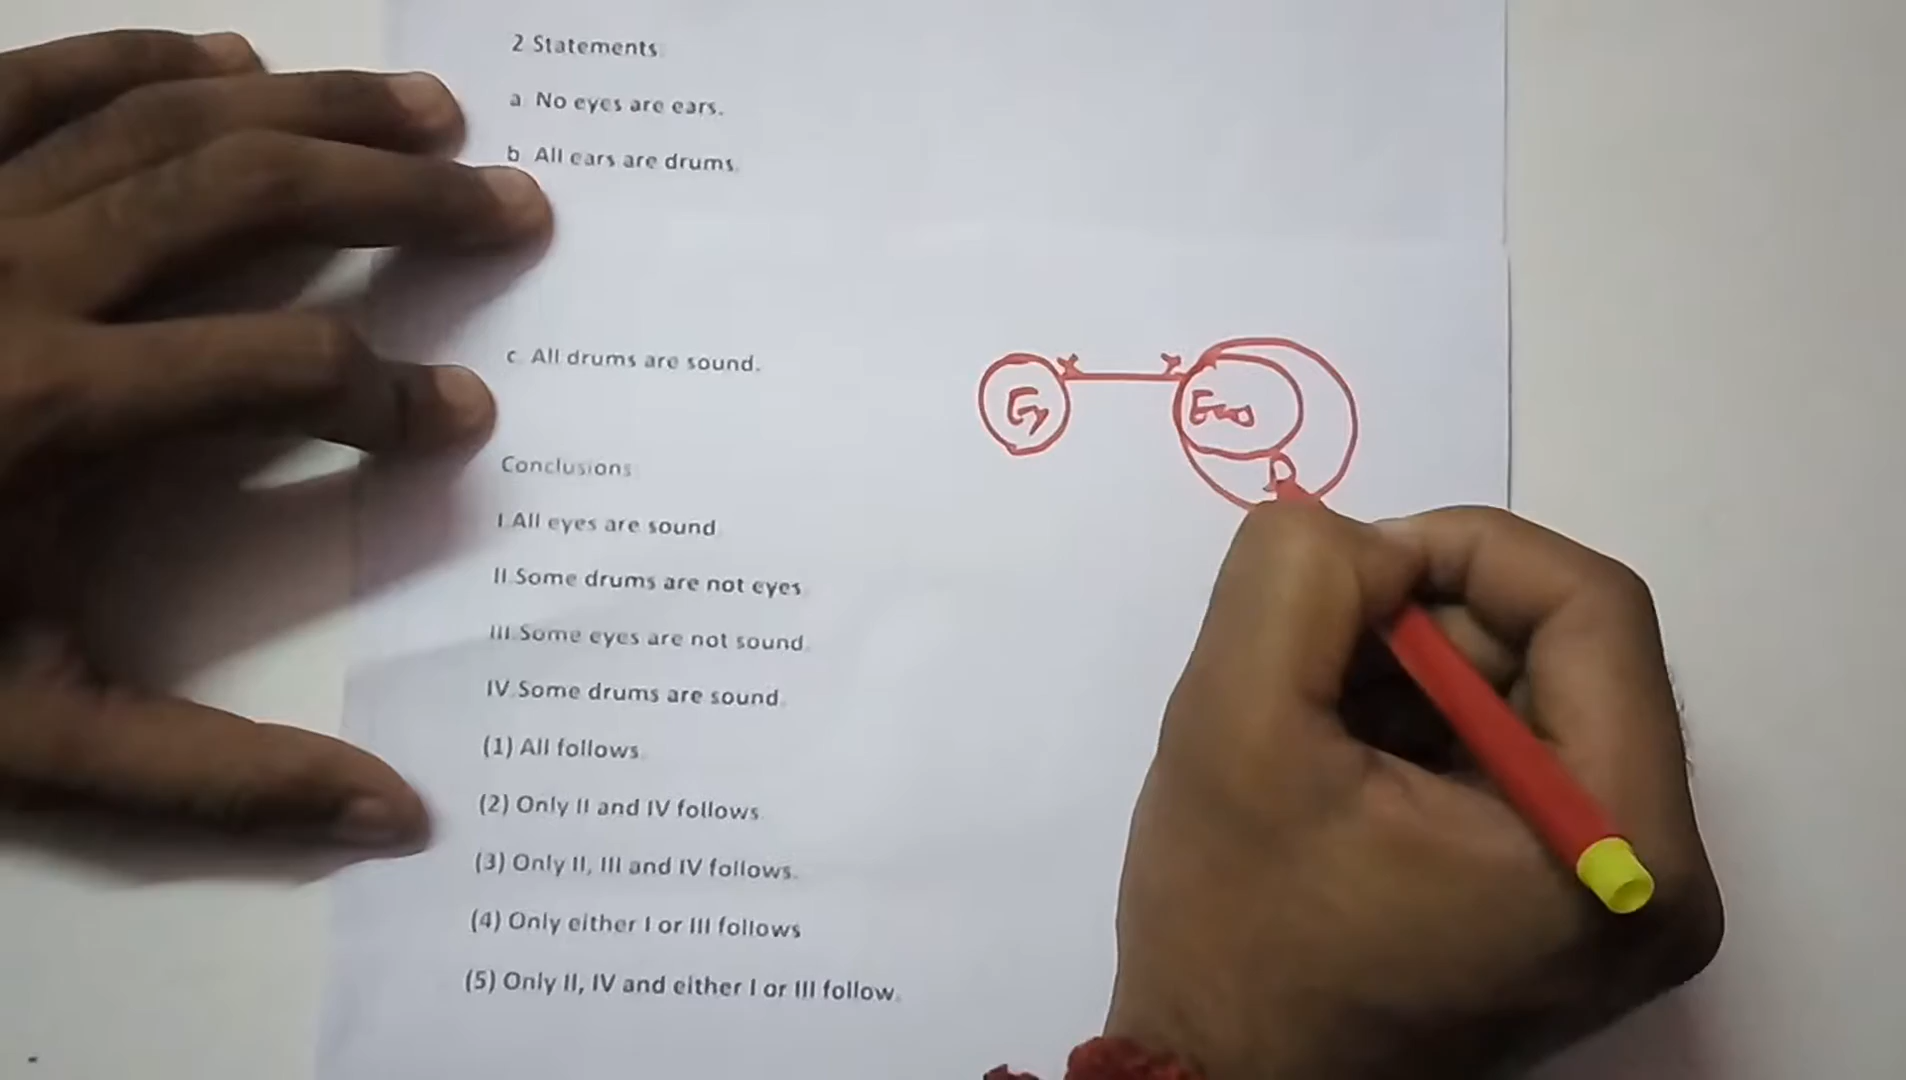 2 Statements
a No eyes are ears.
b All ears are drums.
c. All drums are sound.
Ey
Ears
D
Conclusions
I.All eyes are sound
II.Some drums are not eyes
III.Some eyes are not sound.
IV.Some drums are sound.
(1) All follows
(2) Only II and IV follows
(3) Only II, III and IV follows.
(4) Only either I or III follows
(5) Only II, IV and either I or III follow.